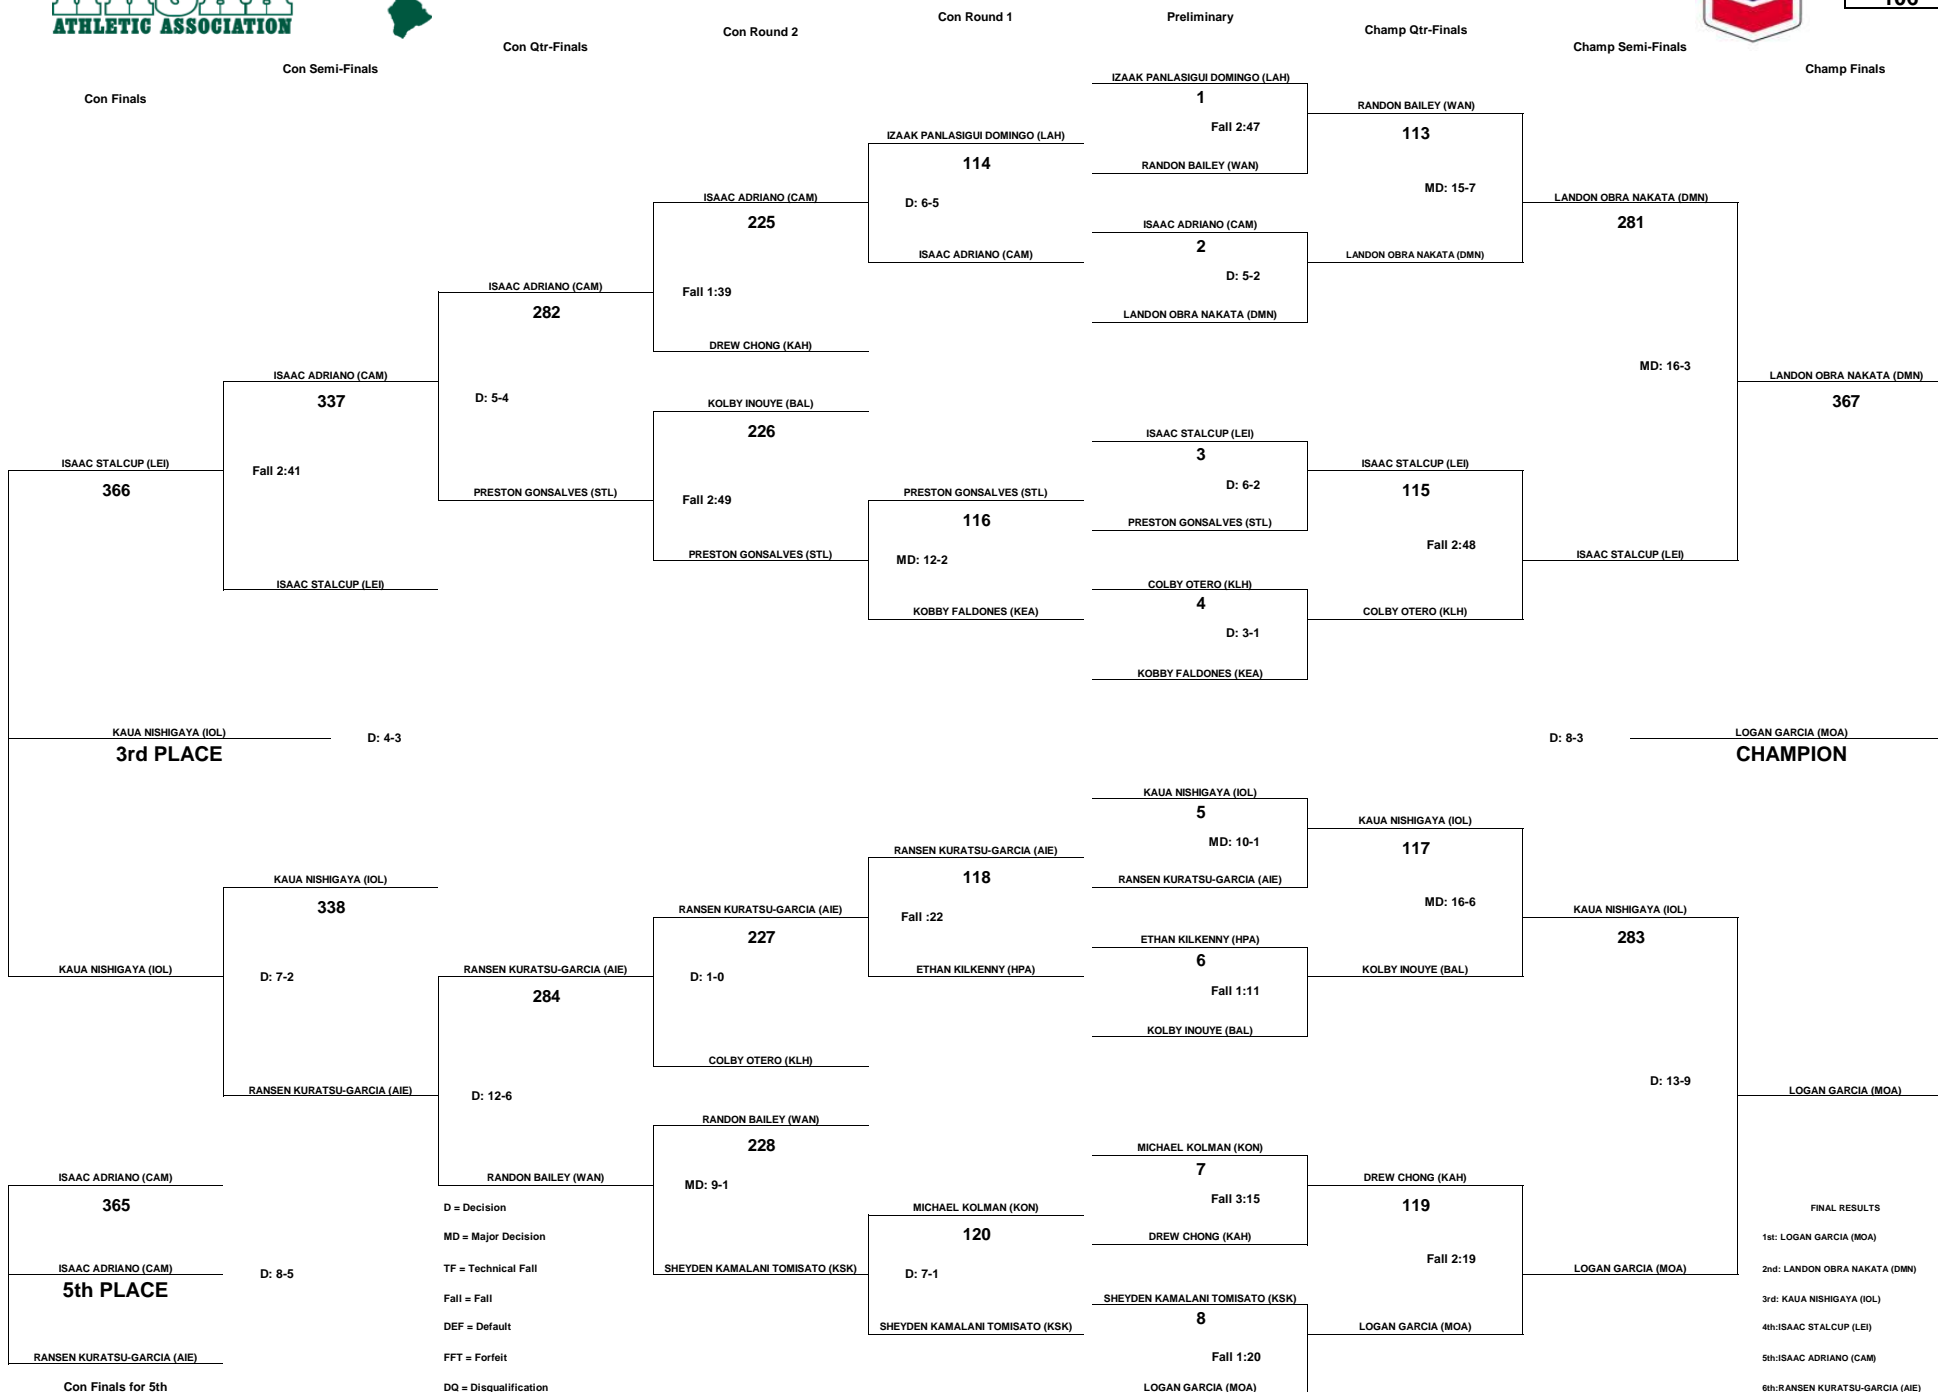 ATHLETIC ASSOCIATION
Con Finals
Con Semi-Finals
Con Qtr-Finals
Con Round 2
Con Round 1
Preliminary
Champ Qtr-Finals
Champ Semi-Finals
Champ Finals
IZAAK PANLASIGUI DOMINGO (LAH)
1
Fall 2:47
RANDON BAILEY (WAN)
ISAAC ADRIANO (CAM)
2
D: 5-2
LANDON OBRA NAKATA (DMN)
ISAAC STALCUP (LEI)
3
D: 6-2
PRESTON GONSALVES (STL)
COLBY OTERO (KLH)
4
D: 3-1
KOBBY FALDONES (KEA)
KAUA NISHIGAYA (IOL)
5
MD: 10-1
RANSEN KURATSU-GARCIA (AIE)
ETHAN KILKENNY (HPA)
6
Fall 1:11
KOLBY INOUYE (BAL)
MICHAEL KOLMAN (KON)
7
Fall 3:15
DREW CHONG (KAH)
SHEYDEN KAMALANI TOMISATO (KSK)
8
Fall 1:20
LOGAN GARCIA (MOA)
RANDON BAILEY (WAN)
113
MD: 15-7
LANDON OBRA NAKATA (DMN)
ISAAC STALCUP (LEI)
115
Fall 2:48
COLBY OTERO (KLH)
KAUA NISHIGAYA (IOL)
117
MD: 16-6
KOLBY INOUYE (BAL)
DREW CHONG (KAH)
119
Fall 2:19
LOGAN GARCIA (MOA)
LANDON OBRA NAKATA (DMN)
281
MD: 16-3
ISAAC STALCUP (LEI)
KAUA NISHIGAYA (IOL)
283
D: 13-9
LOGAN GARCIA (MOA)
LANDON OBRA NAKATA (DMN)
367
D: 8-3
LOGAN GARCIA (MOA)
CHAMPION
LOGAN GARCIA (MOA)
IZAAK PANLASIGUI DOMINGO (LAH)
114
D: 6-5
ISAAC ADRIANO (CAM)
PRESTON GONSALVES (STL)
116
MD: 12-2
KOBBY FALDONES (KEA)
RANSEN KURATSU-GARCIA (AIE)
118
Fall :22
ETHAN KILKENNY (HPA)
MICHAEL KOLMAN (KON)
120
D: 7-1
SHEYDEN KAMALANI TOMISATO (KSK)
ISAAC ADRIANO (CAM)
225
Fall 1:39
DREW CHONG (KAH)
KOLBY INOUYE (BAL)
226
Fall 2:49
PRESTON GONSALVES (STL)
RANSEN KURATSU-GARCIA (AIE)
227
D: 1-0
COLBY OTERO (KLH)
RANDON BAILEY (WAN)
228
MD: 9-1
SHEYDEN KAMALANI TOMISATO (KSK)
ISAAC ADRIANO (CAM)
282
D: 5-4
PRESTON GONSALVES (STL)
RANSEN KURATSU-GARCIA (AIE)
284
D: 12-6
RANDON BAILEY (WAN)
ISAAC ADRIANO (CAM)
337
Fall 2:41
ISAAC STALCUP (LEI)
KAUA NISHIGAYA (IOL)
338
D: 7-2
RANSEN KURATSU-GARCIA (AIE)
ISAAC STALCUP (LEI)
366
KAUA NISHIGAYA (IOL)
D: 4-3
3rd PLACE
KAUA NISHIGAYA (IOL)
ISAAC ADRIANO (CAM)
365
ISAAC ADRIANO (CAM)
D: 8-5
5th PLACE
RANSEN KURATSU-GARCIA (AIE)
Con Finals for 5th
D = Decision
MD = Major Decision
TF = Technical Fall
Fall = Fall
DEF = Default
FFT = Forfeit
DQ = Disqualification
FINAL RESULTS
1st: LOGAN GARCIA (MOA)
2nd: LANDON OBRA NAKATA (DMN)
3rd: KAUA NISHIGAYA (IOL)
4th:ISAAC STALCUP (LEI)
5th:ISAAC ADRIANO (CAM)
6th:RANSEN KURATSU-GARCIA (AIE)